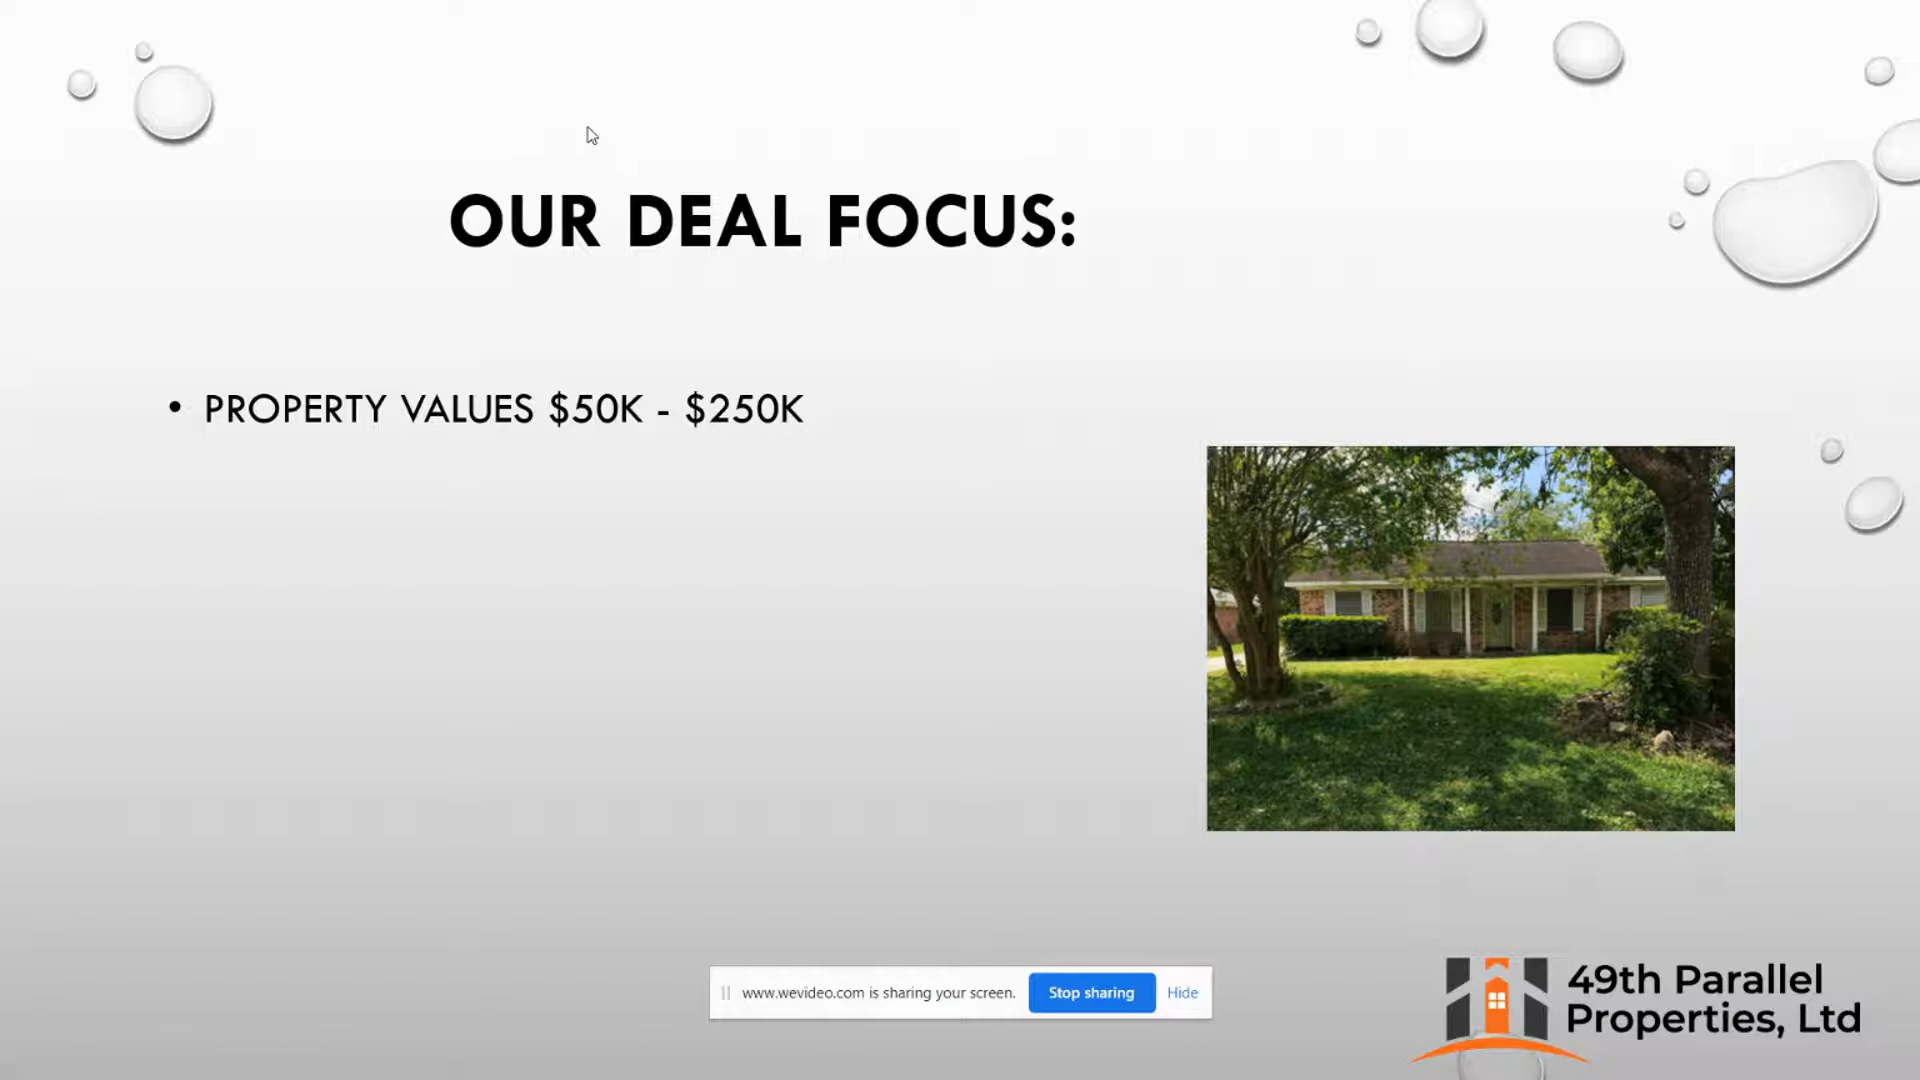 OUR DEAL FOCUS:
• PROPERTY VALUES $50K - $250K
www.wevideo.com is sharing your screen. Stop sharing Hide
49th Parallel
Properties, Ltd